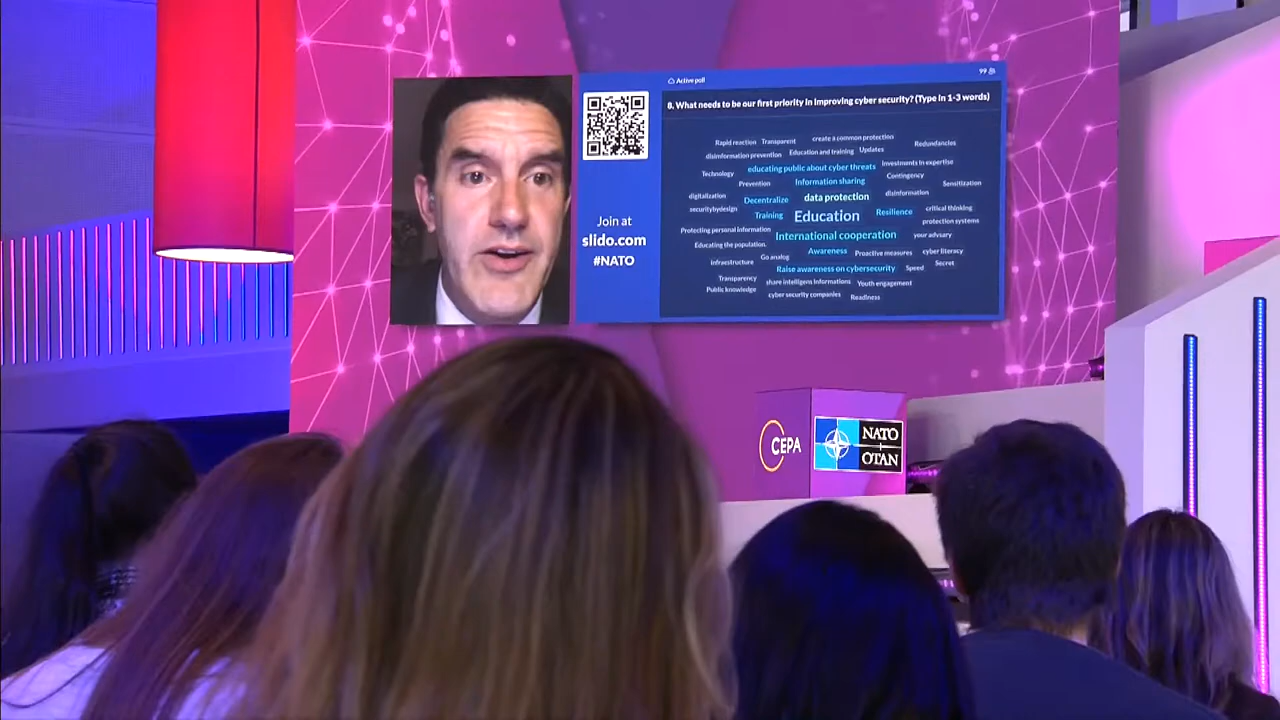 Active poll
99
8. What needs to be our first priority in improving cyber security? (Type in 1-3 words)
Join at
slido.com
#NATO
Rapid reaction Transparent create a common protection Redundancies
disinformation prevention Education and training Updates
educating public about cyber threats Investments in expertise
Technology Information sharing Contingency
Prevention Sensitization
digitalization Decentralize data protection disinformation
securitybydesign Training Education Resilience critical thinking
protection systems
Protecting personal information International cooperation your advsary
Educating the population. Awareness Proactive measures cyber literacy
Infraestructure Go analog Raise awareness on cybersecurity Speed Secret
Transparency share intelligens informations Youth engagement
Public knowledge cyber security companies Readiness
CEPA
NATO
OTAN